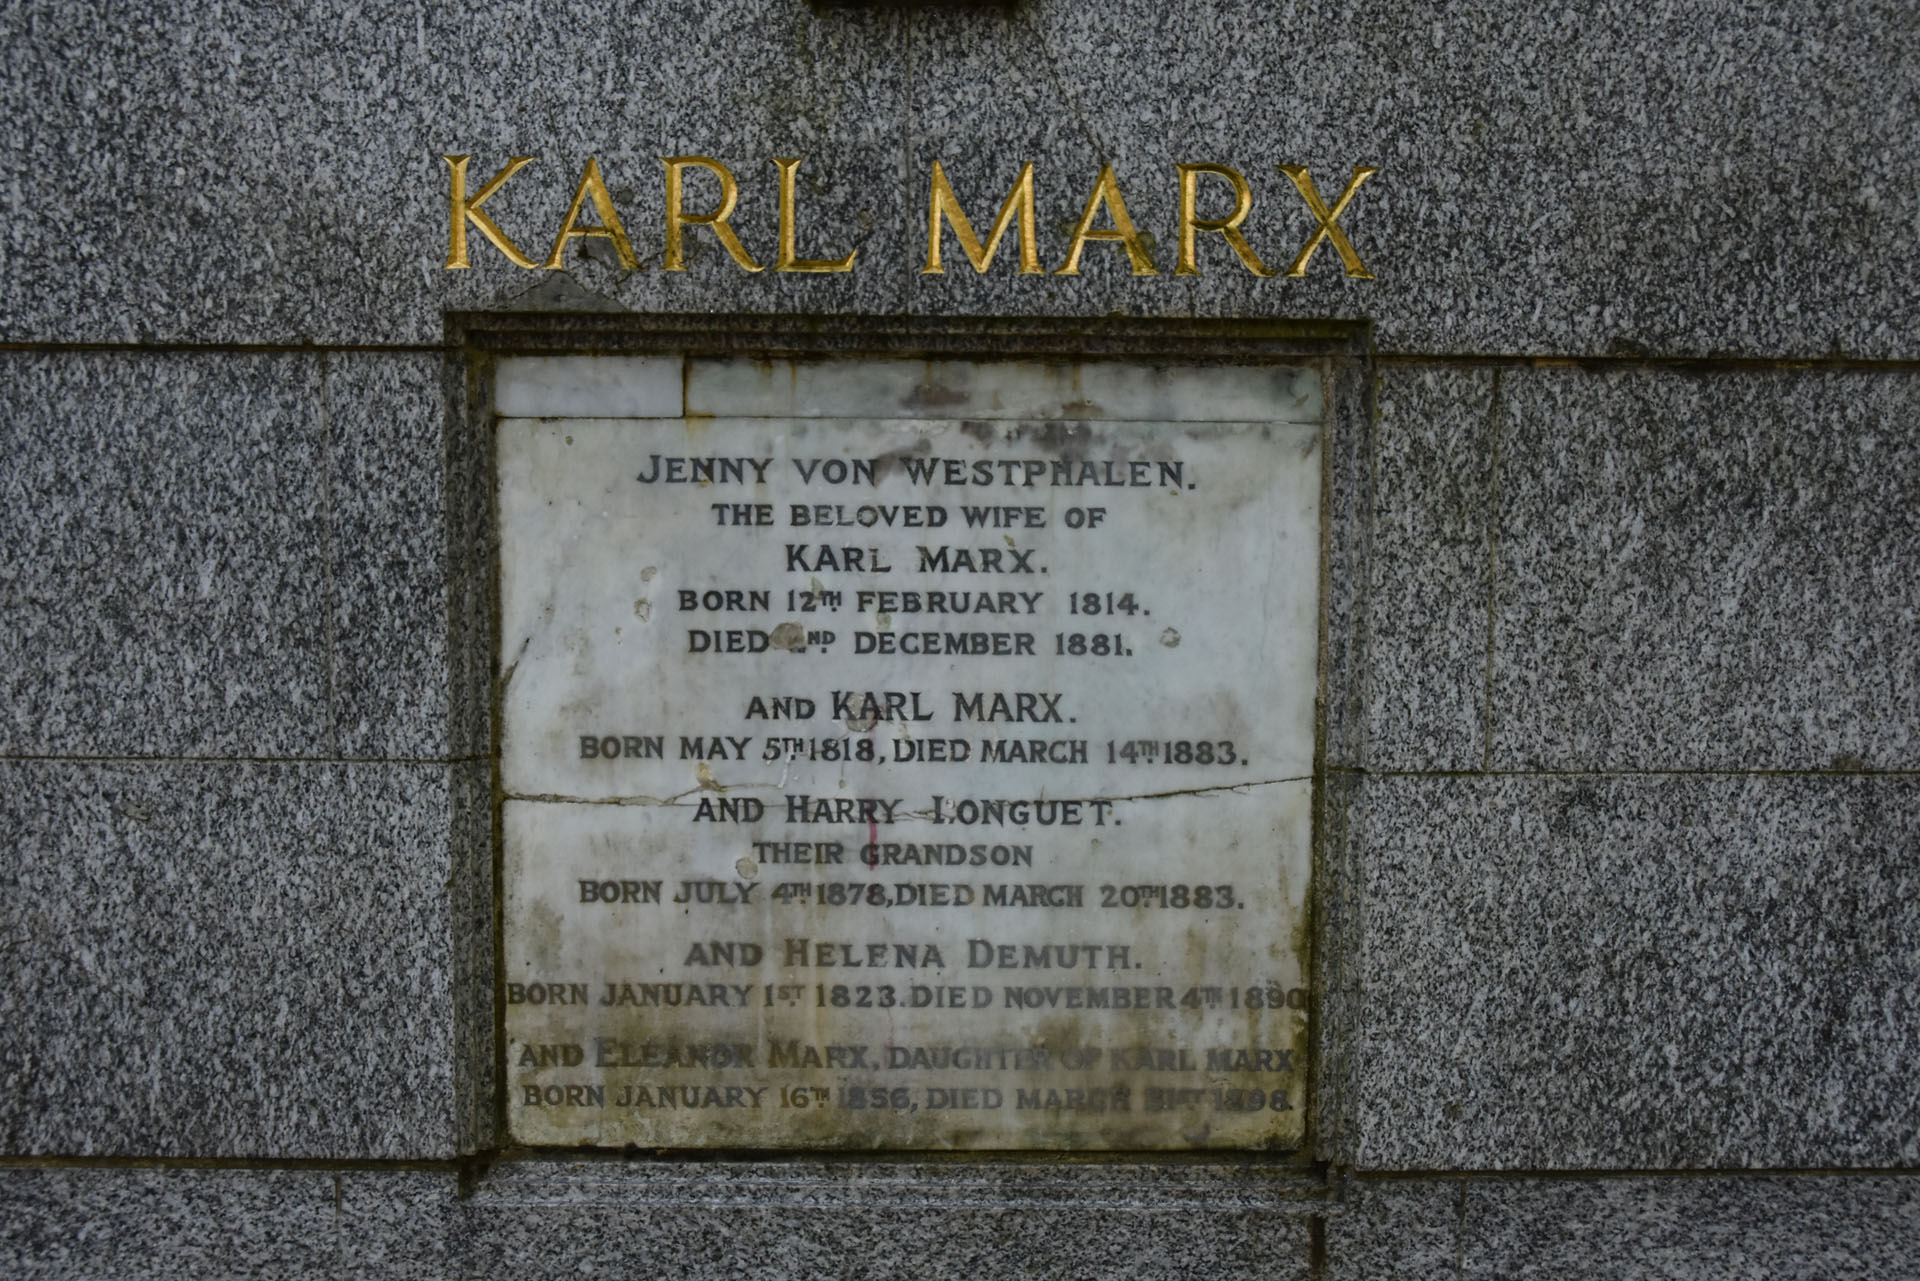 KARL MARX
JENNY VON WESTPHALEN.
THE BELOVED WIFE OF
KARL MARX.
BORN 12TH FEBRUARY 1814.
DIED 2ND DECEMBER 1881.
AND KARL MARX.
BORN MAY 5TH 1818, DIED MARCH 14TH 1883.
AND HARRY LONGUET.
THEIR GRANDSON
BORN JULY 4TH 1878, DIED MARCH 20TH 1883.
AND HELENA DEMUTH.
BORN JANUARY 1ST 1823. DIED NOVEMBER 4TH 1890
AND ELEANOR MARX, DAUGHTER OF KARL MARX
BORN JANUARY 16TH 1856, DIED MARCH 31ST 1898.